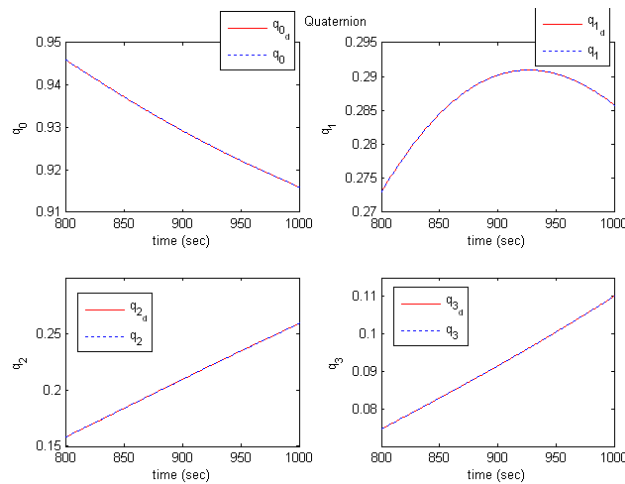 Quaternion
q0d
q0
0.95
0.94
0.93
0.92
0.91
q0
800 850 900 950 1000
time (sec)
q1d
q1
0.295
0.29
0.285
0.28
0.275
0.27
q1
800 850 900 950 1000
time (sec)
q2d
q2
0.25
0.2
0.15
q2
800 850 900 950 1000
time (sec)
q3d
q3
0.11
0.1
0.09
0.08
q3
800 850 900 950 1000
time (sec)